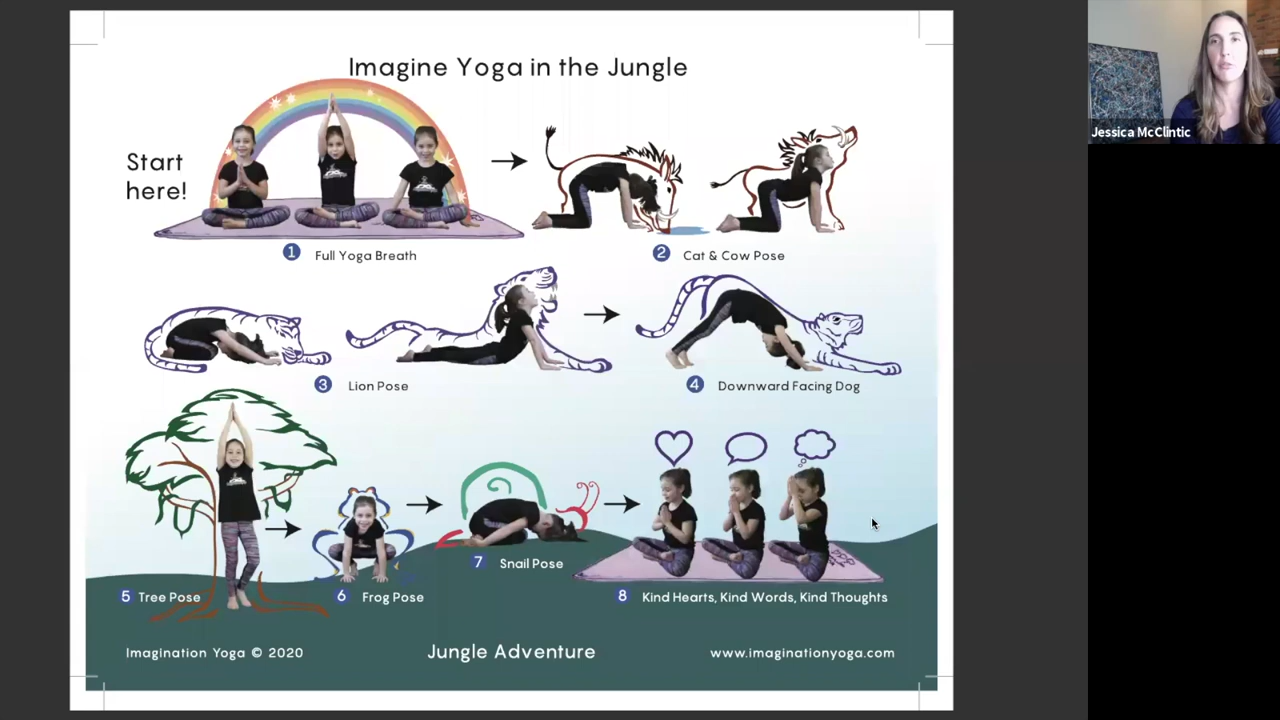 Imagine Yoga in the Jungle
Jessica McClintic
Start
here!
1 Full Yoga Breath
2 Cat & Cow Pose
3 Lion Pose
4 Downward Facing Dog
5 Tree Pose
6 Frog Pose
7 Snail Pose
8 Kind Hearts, Kind Words, Kind Thoughts
Imagination Yoga © 2020
Jungle Adventure
www.imaginationyoga.com